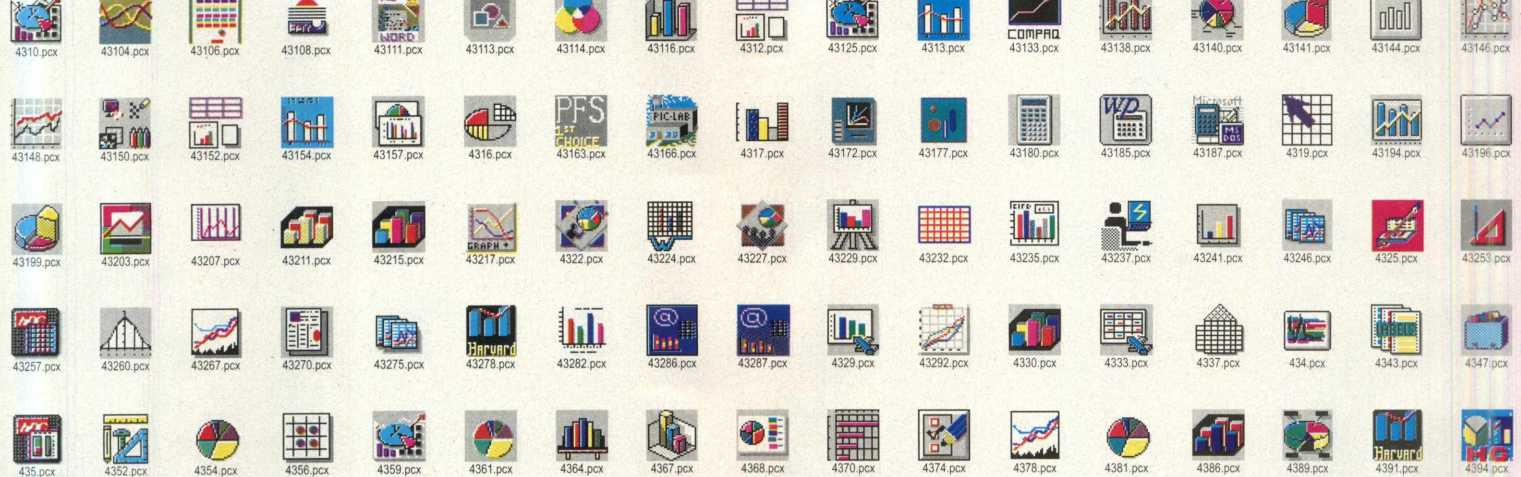 WORD
COMPAQ
4310.pcx 43104.pcx 43106.pcx 43108.pcx 43111.pcx 43113.pcx 43114.pcx 43116.pcx 4312.pcx 43125.pcx 4313.pcx 43133.pcx 43138.pcx 43140.pcx 43141.pcx 43144.pcx 43146.pcx
PFS
1ST
CHOICE
PIC-LAB
WP
Microsoft
MS
DOS
43148.pcx 43150.pcx 43152.pcx 43154.pcx 43157.pcx 4316.pcx 43163.pcx 43166.pcx 4317.pcx 43172.pcx 43177.pcx 43180.pcx 43185.pcx 43187.pcx 4319.pcx 43194.pcx 43196.pcx
GRAPH +
W
43199.pcx 43203.pcx 43207.pcx 43211.pcx 43215.pcx 43217.pcx 4322.pcx 43224.pcx 43227.pcx 43229.pcx 43232.pcx 43235.pcx 43237.pcx 43241.pcx 43246.pcx 4325.pcx 43253.pcx
Harvard
@
@
LABELS
43257.pcx 43260.pcx 43267.pcx 43270.pcx 43275.pcx 43278.pcx 43282.pcx 43286.pcx 43287.pcx 4329.pcx 43292.pcx 4330.pcx 4333.pcx 4337.pcx 434.pcx 4343.pcx 4347.pcx
Harvard
HG
435.pcx 4352.pcx 4354.pcx 4356.pcx 4359.pcx 4361.pcx 4364.pcx 4367.pcx 4368.pcx 4370.pcx 4374.pcx 4378.pcx 4381.pcx 4386.pcx 4389.pcx 4391.pcx 4394.pcx